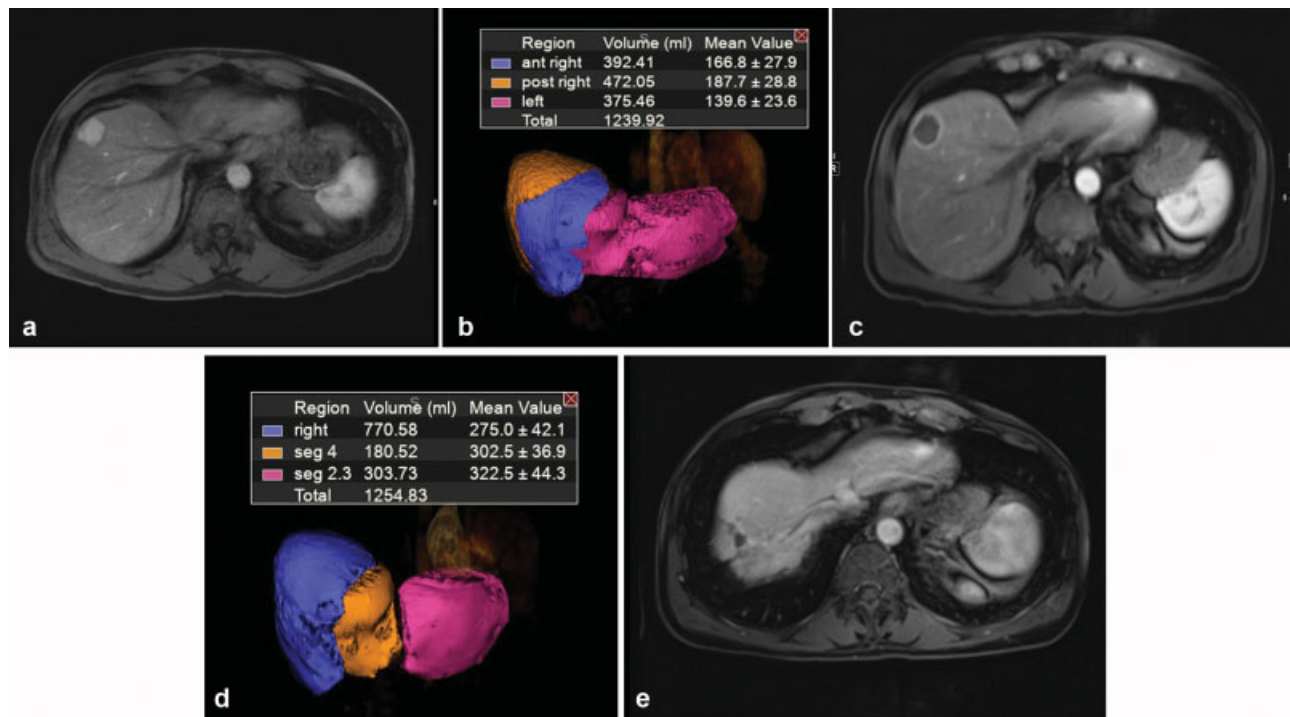 S
Region Volume (ml) Mean Value
ant right 392.41 166.8 ± 27.9
post right 472.05 187.7 ± 28.8
left 375.46 139.6 ± 23.6
Total 1239.92
R
a
b
c
S
Region Volume (ml) Mean Value
right 770.58 275.0 ± 42.1
seg 4 180.52 302.5 ± 36.9
seg 2.3 303.73 322.5 ± 44.3
Total 1254.83
d
e